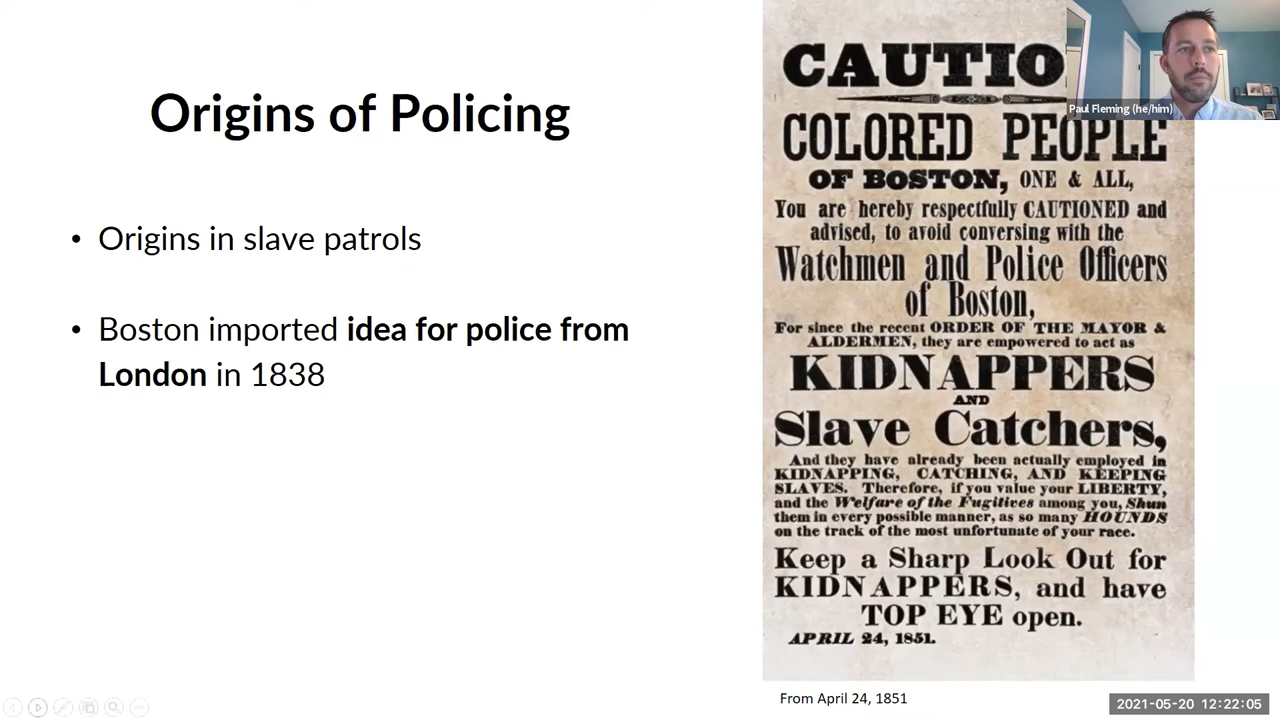 Origins of Policing
• Origins in slave patrols
• Boston imported idea for police from
London in 1838
CAUTIO
COLORED PEOPLE
OF BOSTON, ONE & ALL,
You are hereby respectfully CAUTIONED and
advised, to avoid conversing with the
Watchmen and Police Officers
of Boston,
For since the recent ORDER OF THE MAYOR &
ALDERMEN, they are empowered to act as
KIDNAPPERS
AND
Slave Catchers,
And they have already been actually employed in
KIDNAPPING, CATCHING, AND KEEPING
SLAVES. Therefore, if you value your LIBERTY,
and the Welfare of the Fugitives among you, Shun
them in every possible manner, as so many HOUNDS
on the track of the most unfortunate of your race.
Keep a Sharp Look Out for
KIDNAPPERS, and have
TOP EYE open.
APRIL 24, 1851.
From April 24, 1851
Paul Fleming (he/him)
2021-05-20 12:22:05